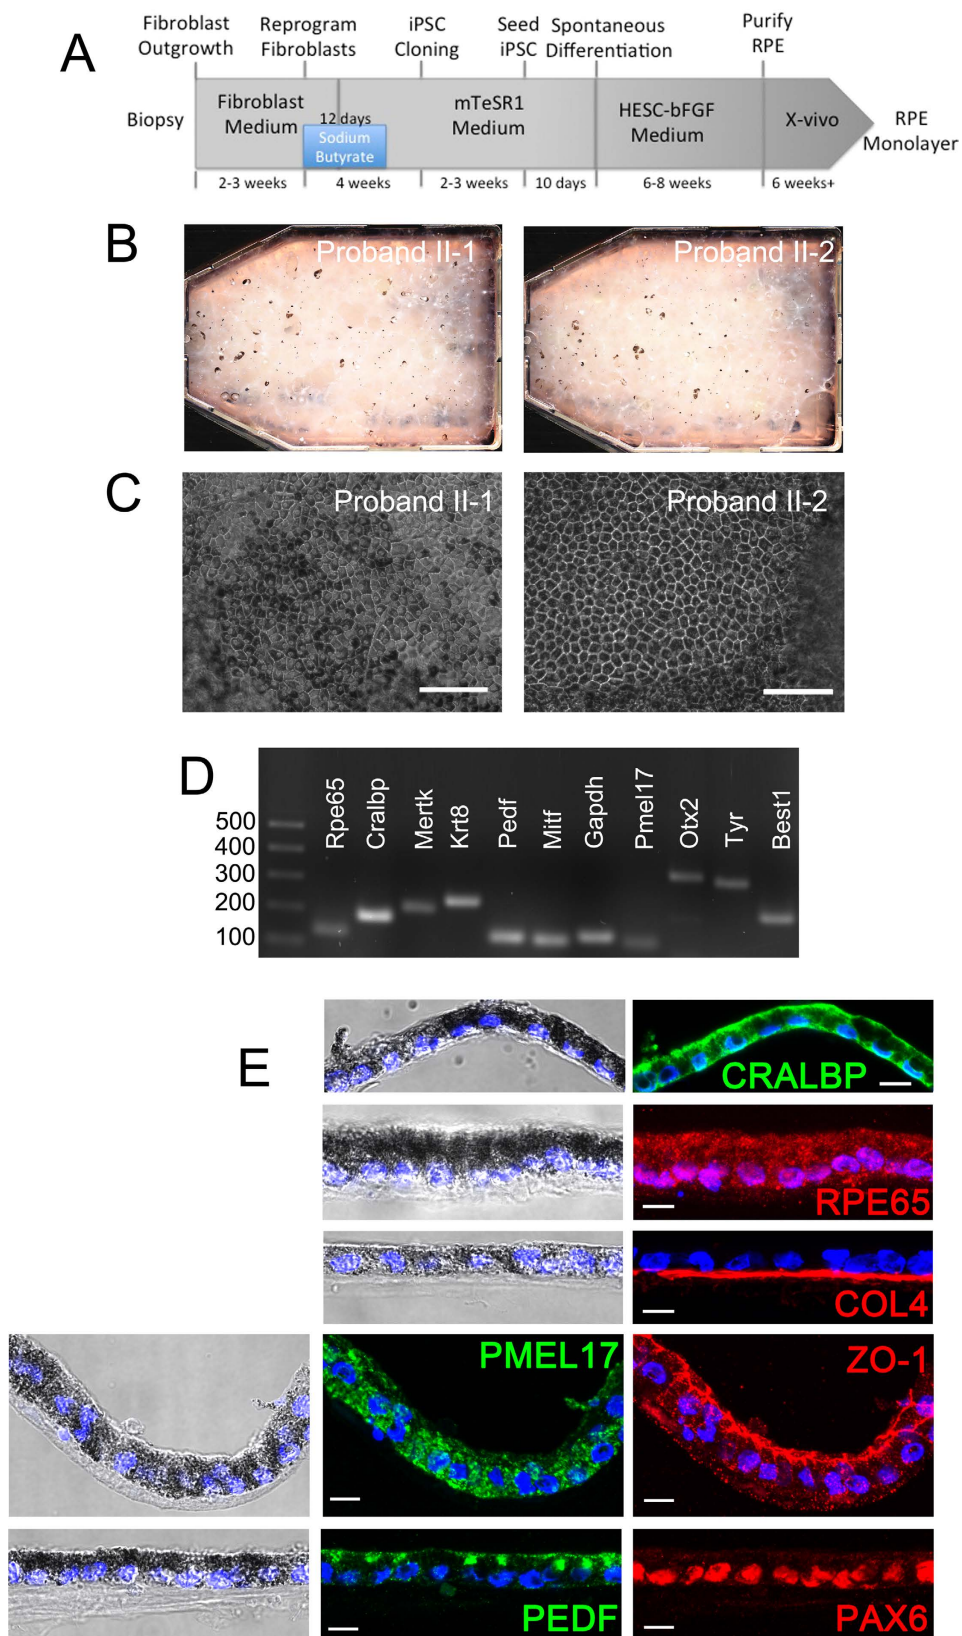 A
Fibroblast
Outgrowth
Reprogram
Fibroblasts
iPSC
Cloning
Seed
iPSC
Spontaneous
Differentiation
Purify
RPE
Biopsy
Fibroblast
Medium
12 days
Sodium
Butyrate
mTeSR1
Medium
HESC-bFGF
Medium
X-vivo
RPE
Monolayer
2-3 weeks
4 weeks
2-3 weeks
10 days
6-8 weeks
6 weeks+
B
Proband II-1
Proband II-2
C
Proband II-1
Proband II-2
D
Rpe65
Cralbp
Mertk
Krt8
Pedf
Mitf
Gapdh
Pmel17
Otx2
Tyr
Best1
500
400
300
200
100
E
CRALBP
RPE65
COL4
PMEL17
ZO-1
PEDF
PAX6